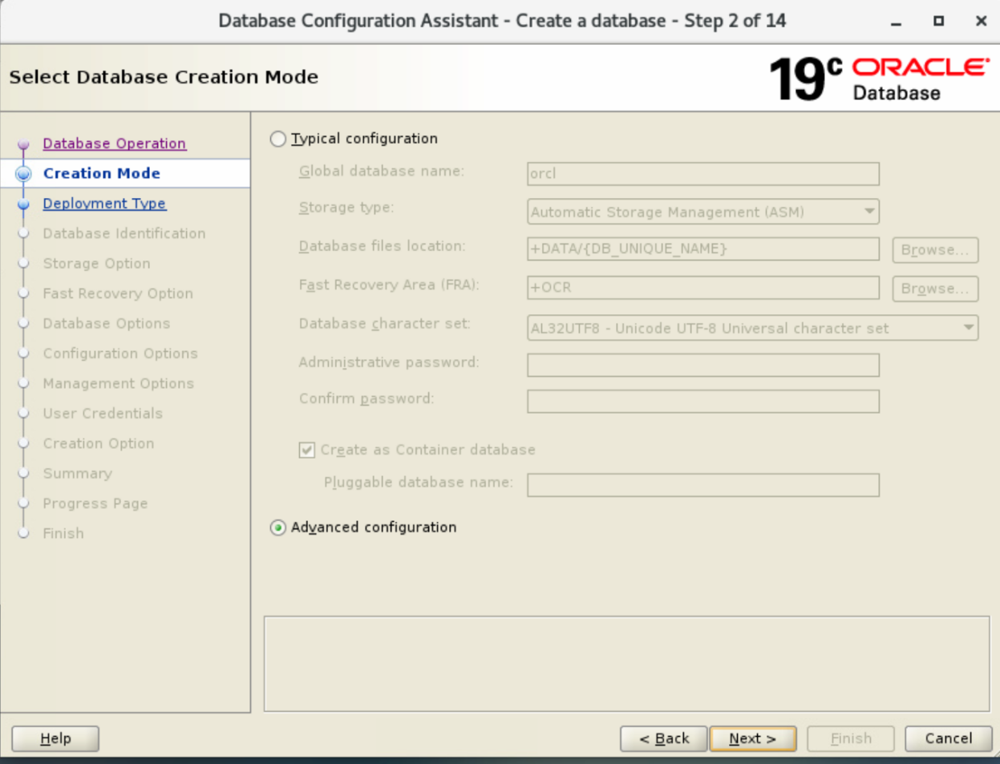 Database Configuration Assistant - Create a database - Step 2 of 14
Select Database Creation Mode
19c ORACLE
Database
Database Operation
Creation Mode
Deployment Type
Database Identification
Storage Option
Fast Recovery Option
Database Options
Configuration Options
Management Options
User Credentials
Creation Option
Summary
Progress Page
Finish
Typical configuration
Global database name: orcl
Storage type: Automatic Storage Management (ASM)
Database files location: +DATA/{DB_UNIQUE_NAME} Browse...
Fast Recovery Area (FRA): +OCR Browse...
Database character set: AL32UTF8 - Unicode UTF-8 Universal character set
Administrative password:
Confirm password:
Create as Container database
Pluggable database name:
Advanced configuration
Help < Back Next > Finish Cancel